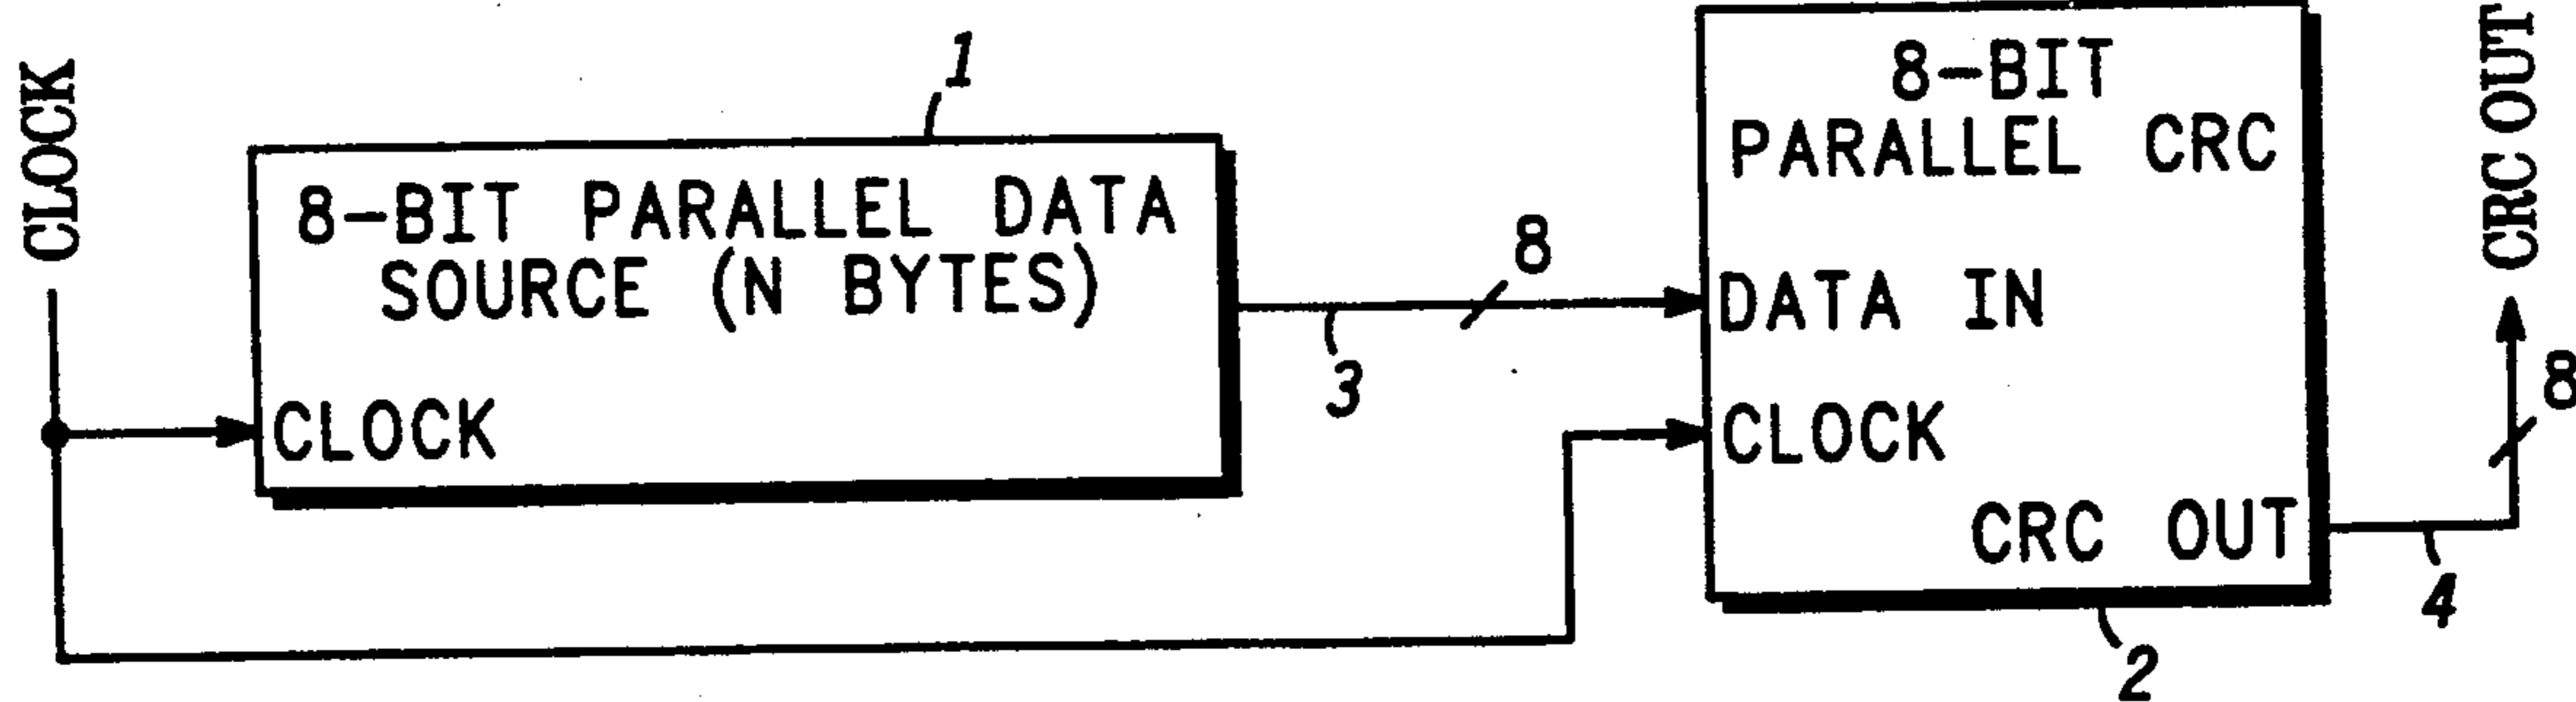 CLOCK
1
8-BIT PARALLEL DATA
SOURCE (N BYTES)
CLOCK
3
8
8-BIT
PARALLEL CRC
DATA IN
CLOCK
CRC OUT
2
4
8
CRC OUT